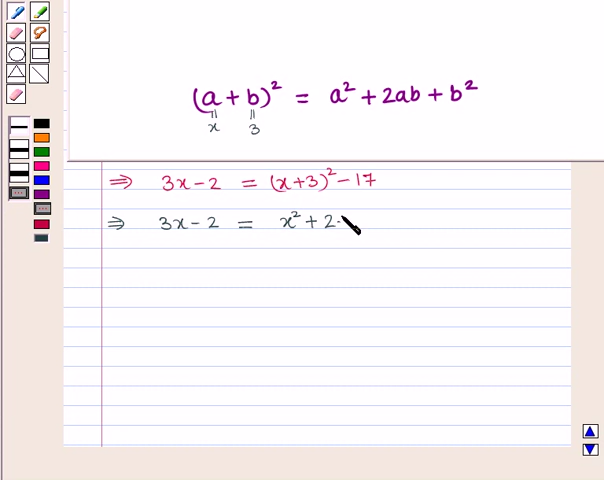 (a + b)² = a² + 2ab + b²
= =
x 3
⇒ 3x - 2 = (x+3)² - 17
⇒ 3x - 2 = x² + 2·